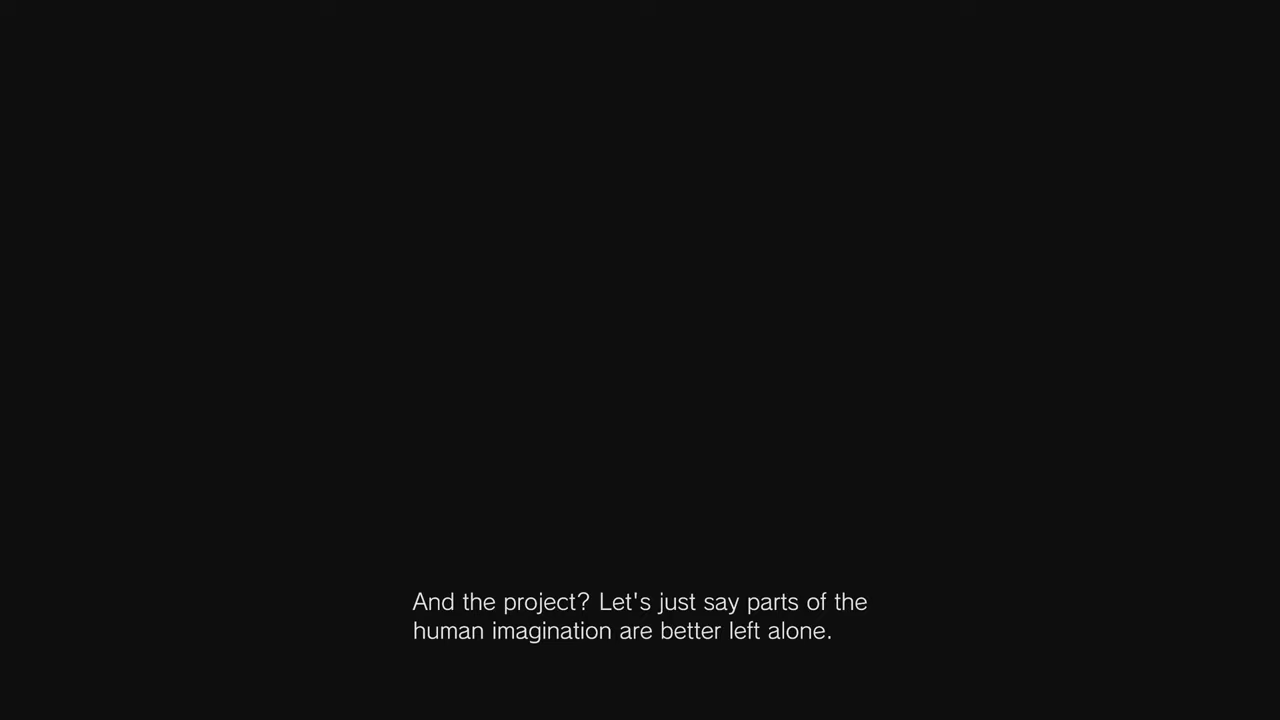 And the project? Let's just say parts of the
human imagination are better left alone.